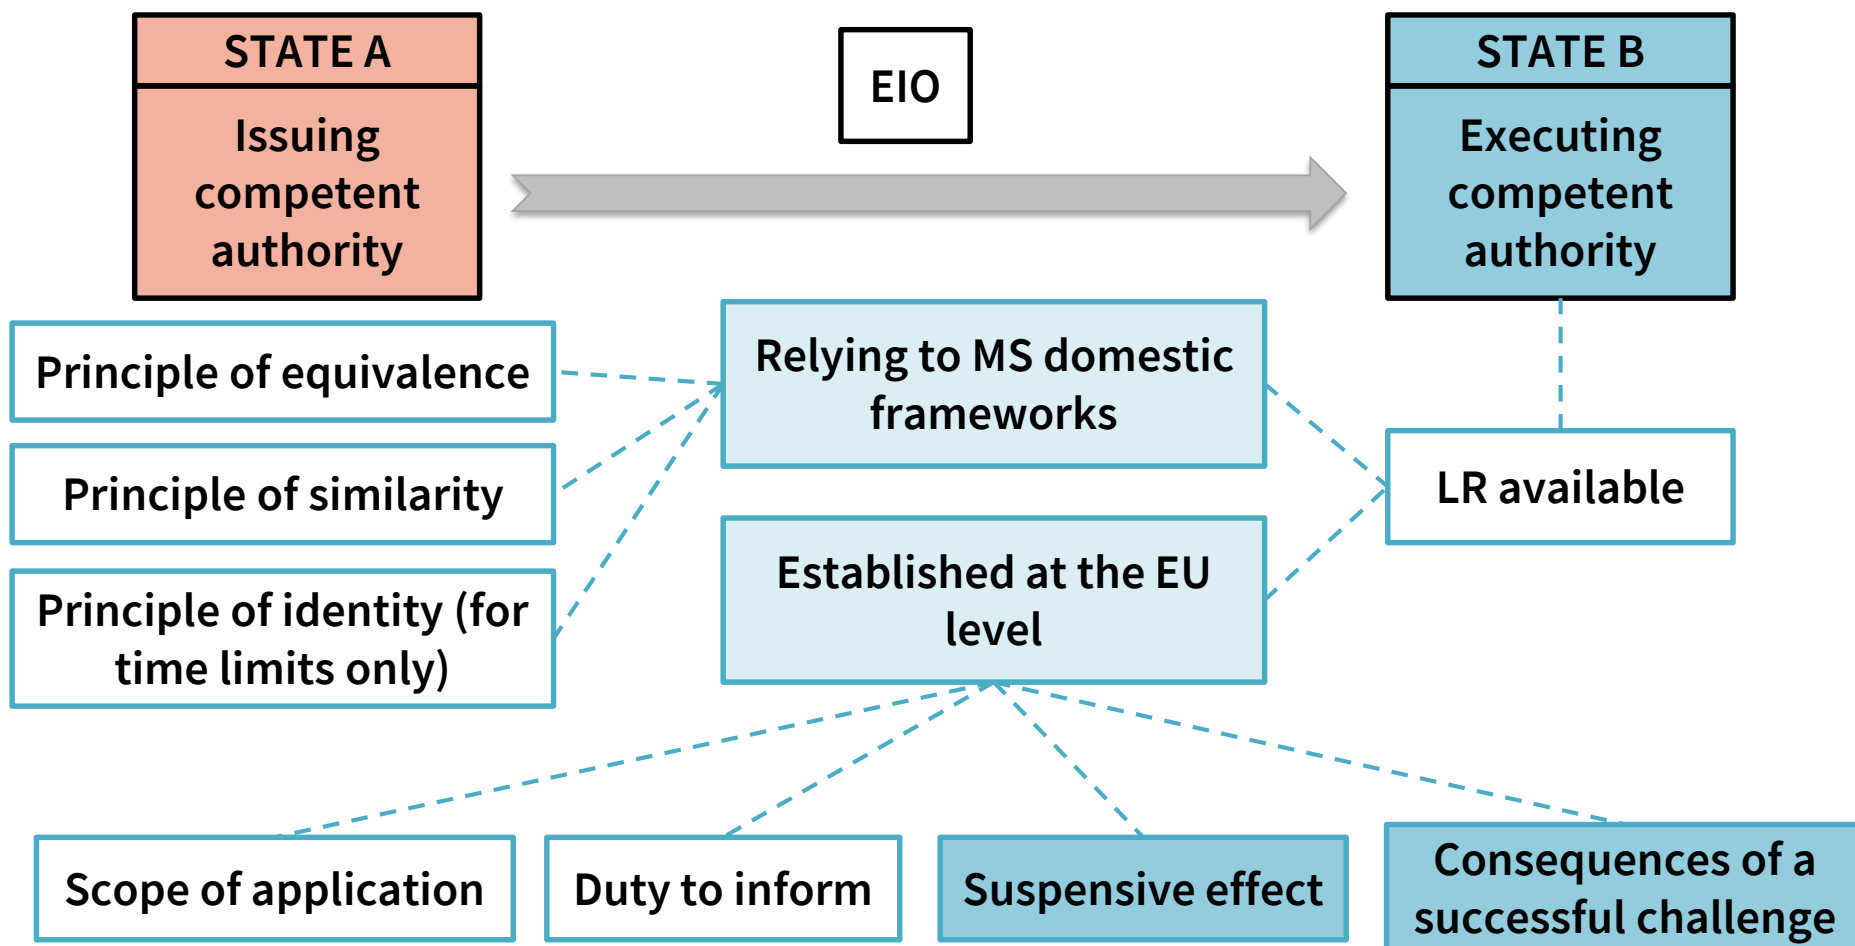 STATE A
Issuing
competent
authority
EIO
STATE B
Executing
competent
authority
Principle of equivalence
Relying to MS domestic
frameworks
Principle of similarity
LR available
Established at the EU
level
Principle of identity (for
time limits only)
Scope of application
Duty to inform
Suspensive effect
Consequences of a
successful challenge